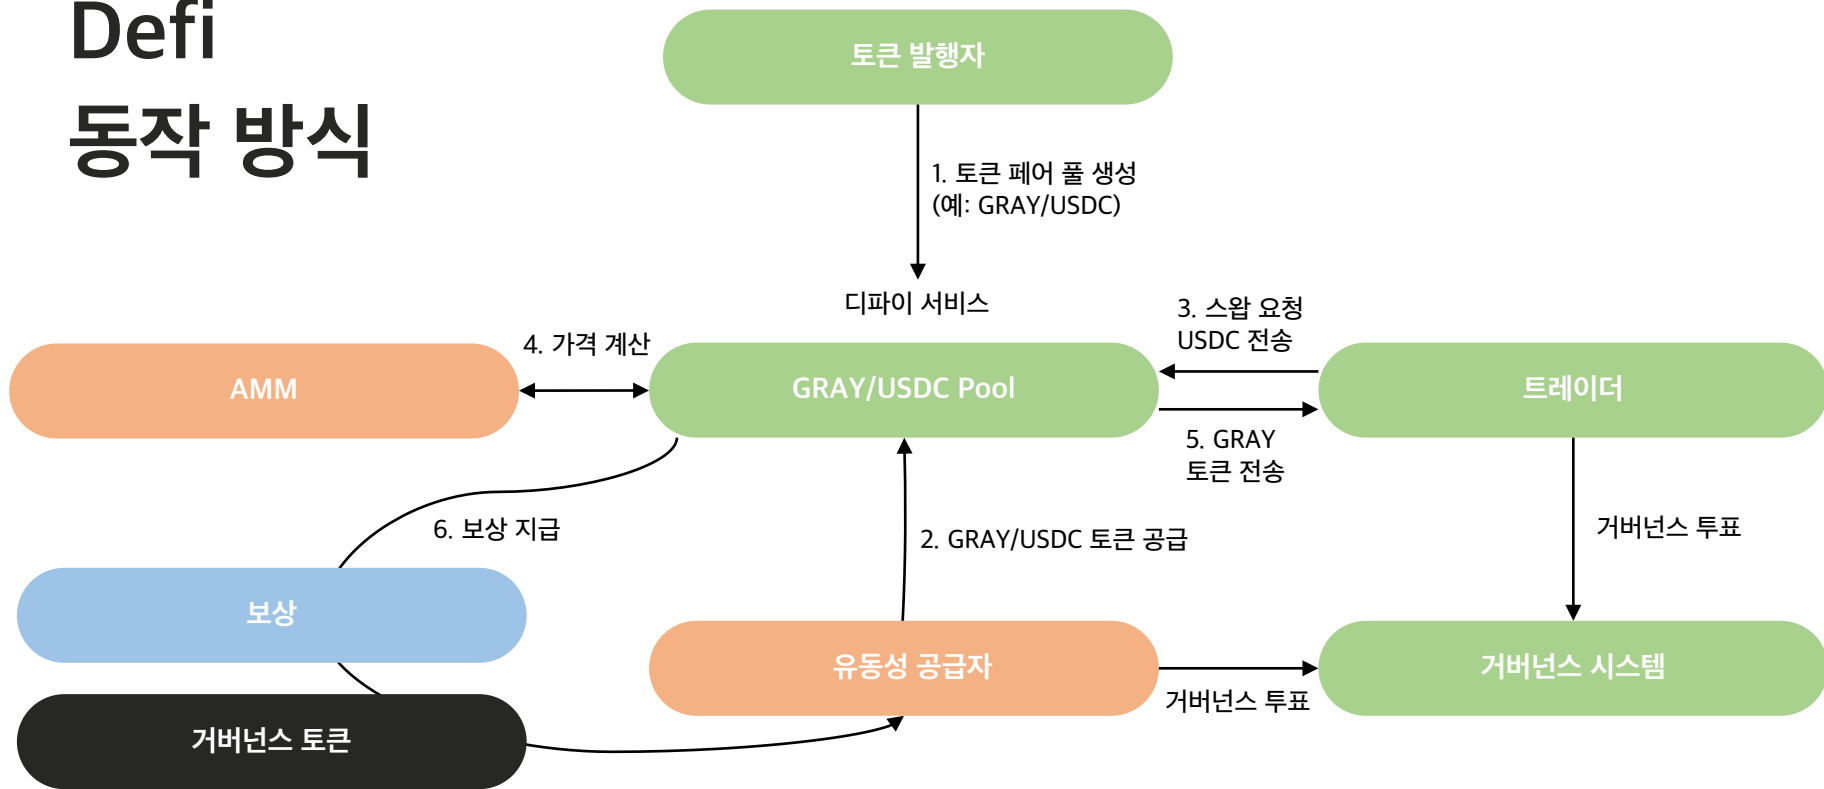 Defi
동작 방식
토큰 발행자
1. 토큰 페어 풀 생성
(예: GRAY/USDC)
디파이 서비스
3. 스왑 요청
USDC 전송
4. 가격 계산
AMM
GRAY/USDC Pool
트레이더
5. GRAY
토큰 전송
6. 보상 지급
2. GRAY/USDC 토큰 공급
거버넌스 투표
보상
유동성 공급자
거버넌스 시스템
거버넌스 투표
거버넌스 토큰